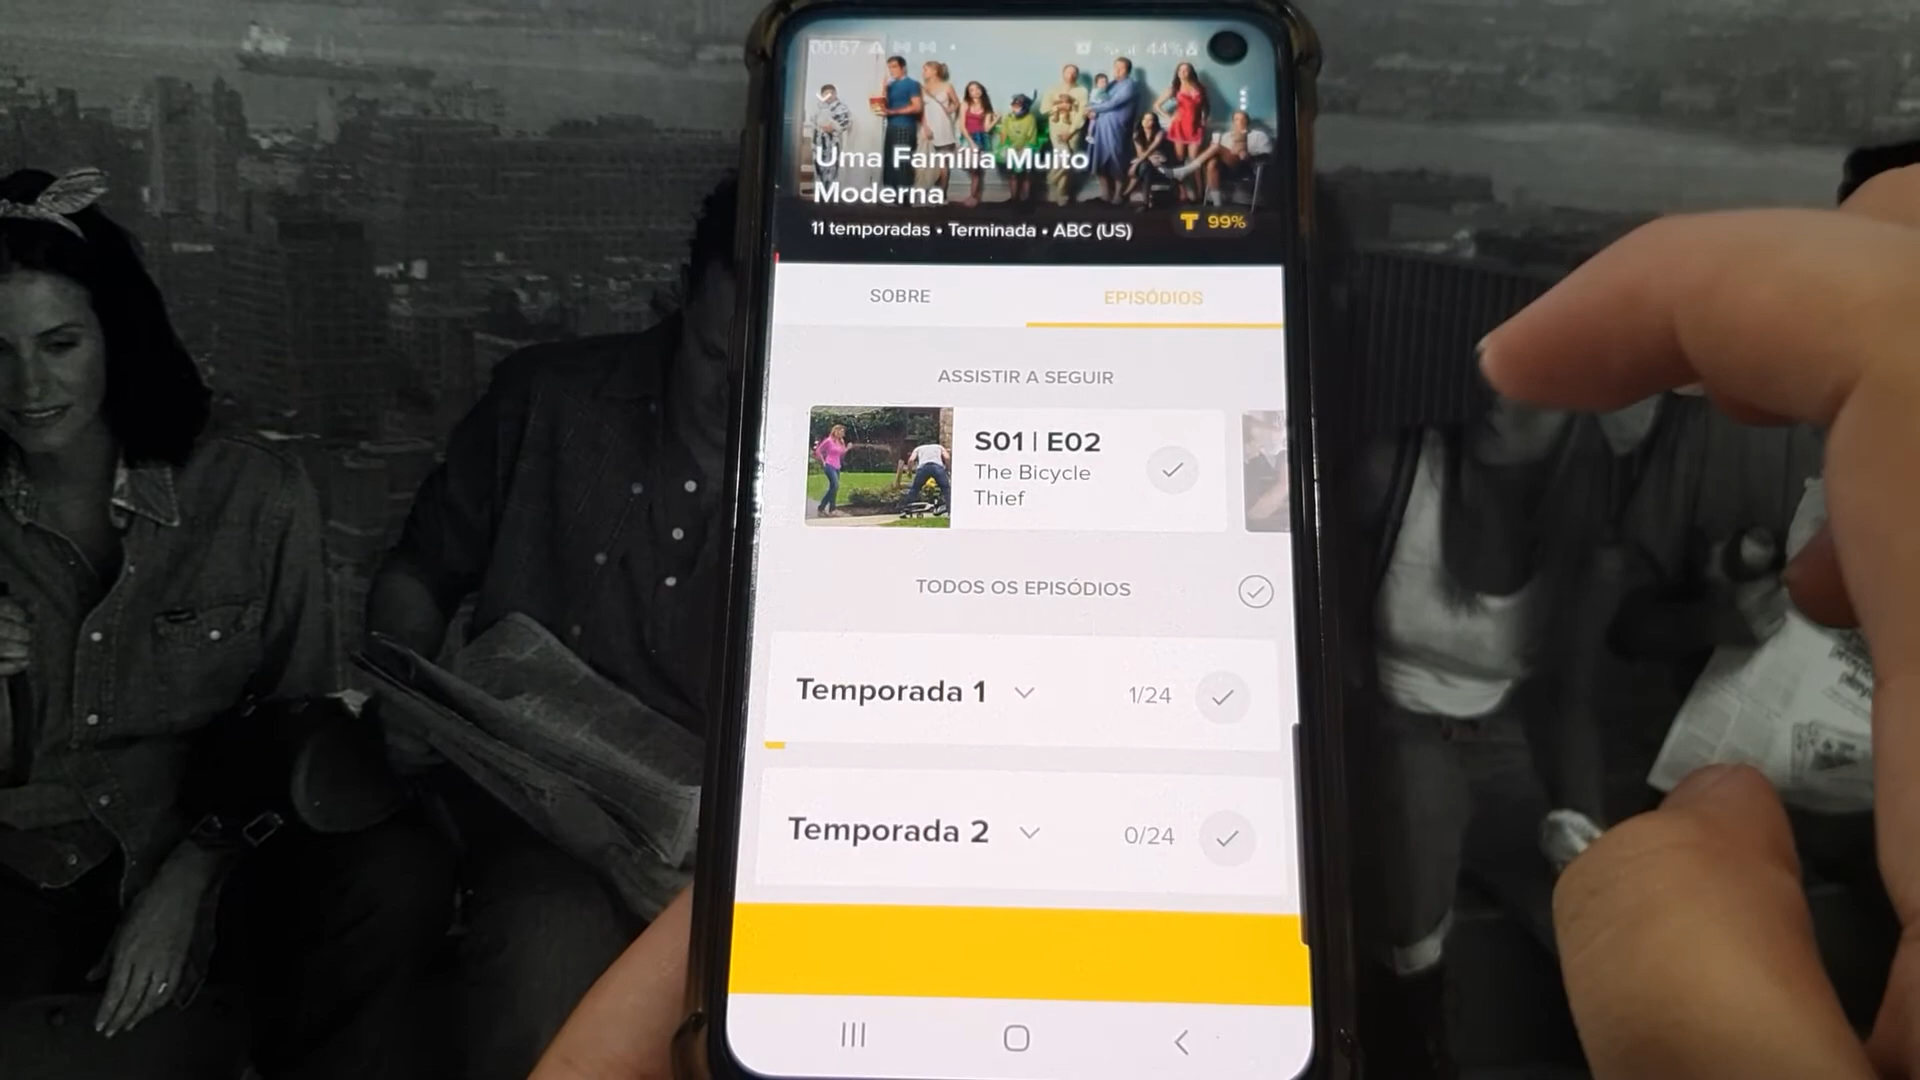 00:57
44%
Uma Família Muito
Moderna
11 temporadas • Terminada • ABC (US)
T 99%
SOBRE
EPISÓDIOS
ASSISTIR A SEGUIR
S01 | E02
The Bicycle
Thief
TODOS OS EPISÓDIOS
Temporada 1
1/24
Temporada 2
0/24